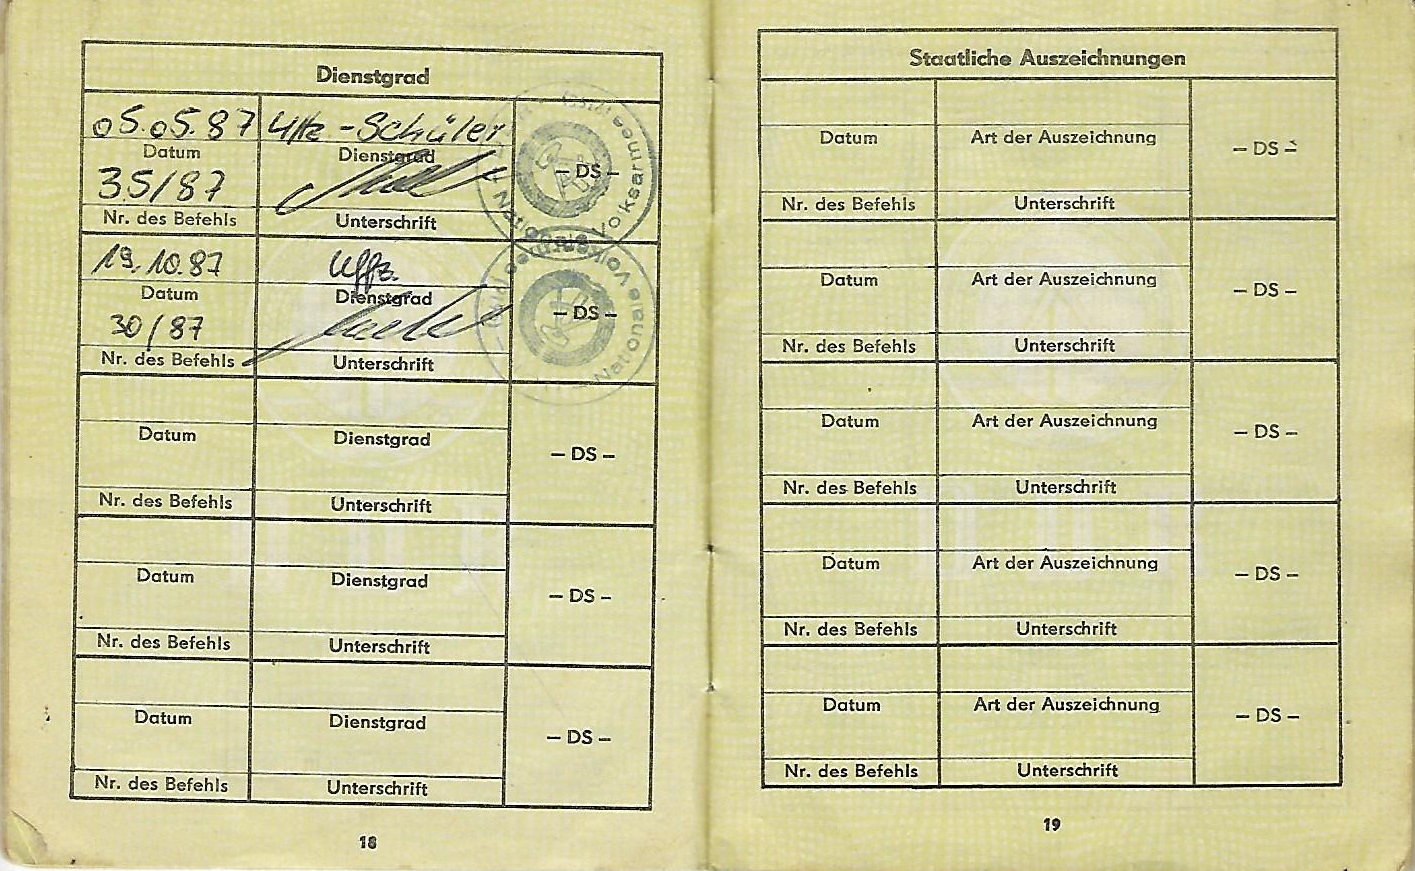 Dienstgrad
05.05.87 Uffz-Schüler
Datum Dienstgrad – DS –
35/87
Nr. des Befehls Unterschrift
Nationale Volksarmee
19.10.87 Uffz.
Datum Dienstgrad – DS –
30/87
Nr. des Befehls Unterschrift
Nationale Volksarmee
Datum Dienstgrad – DS –
Nr. des Befehls Unterschrift
Datum Dienstgrad – DS –
Nr. des Befehls Unterschrift
Datum Dienstgrad – DS –
Nr. des Befehls Unterschrift
18
Staatliche Auszeichnungen
Datum Art der Auszeichnung – DS –
Nr. des Befehls Unterschrift
Datum Art der Auszeichnung – DS –
Nr. des Befehls Unterschrift
Datum Art der Auszeichnung – DS –
Nr. des Befehls Unterschrift
Datum Art der Auszeichnung – DS –
Nr. des Befehls Unterschrift
Datum Art der Auszeichnung – DS –
Nr. des Befehls Unterschrift
19